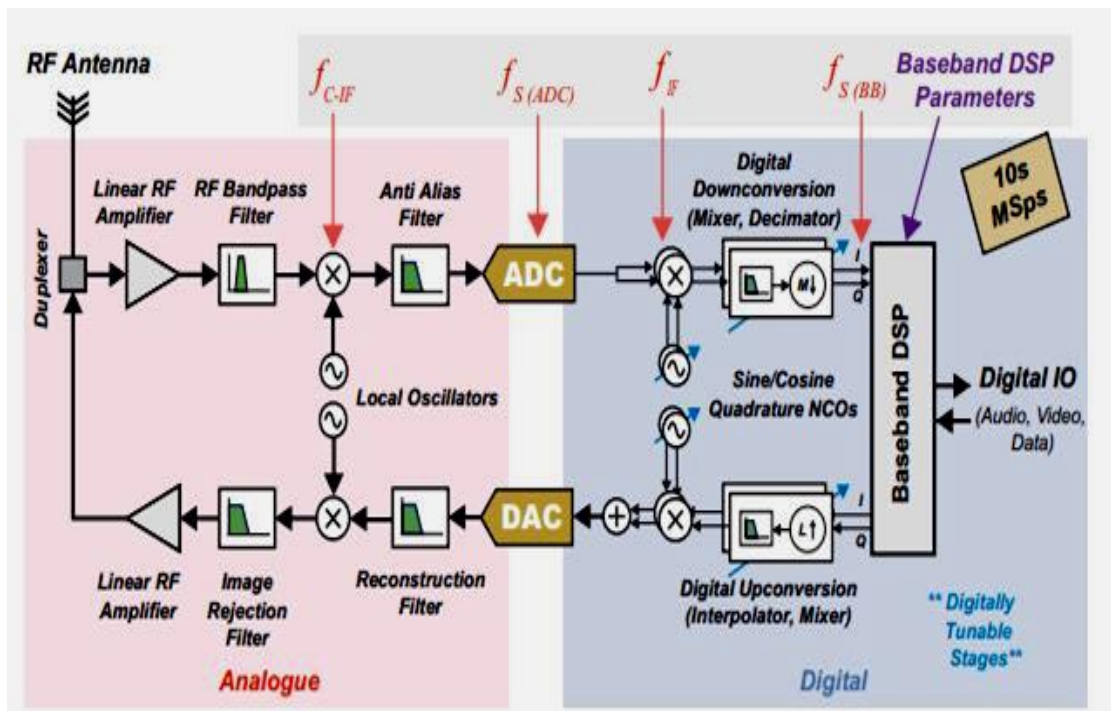 RF Antenna
f C-IF
f S (ADC)
f IF
f S (BB)
Baseband DSP
Parameters
10s
MSps
Linear RF
Amplifier
RF Bandpass
Filter
Anti Alias
Filter
Digital
Downconversion
(Mixer, Decimator)
Duplexer
ADC
M↓
I
Q
Local Oscillators
Sine/Cosine
Quadrature NCOs
Baseband DSP
Digital IO
(Audio, Video,
Data)
DAC
L↑
I
Q
Linear RF
Amplifier
Image
Rejection
Filter
Reconstruction
Filter
Digital Upconversion
(Interpolator, Mixer)
** Digitally
Tunable
Stages**
Analogue
Digital